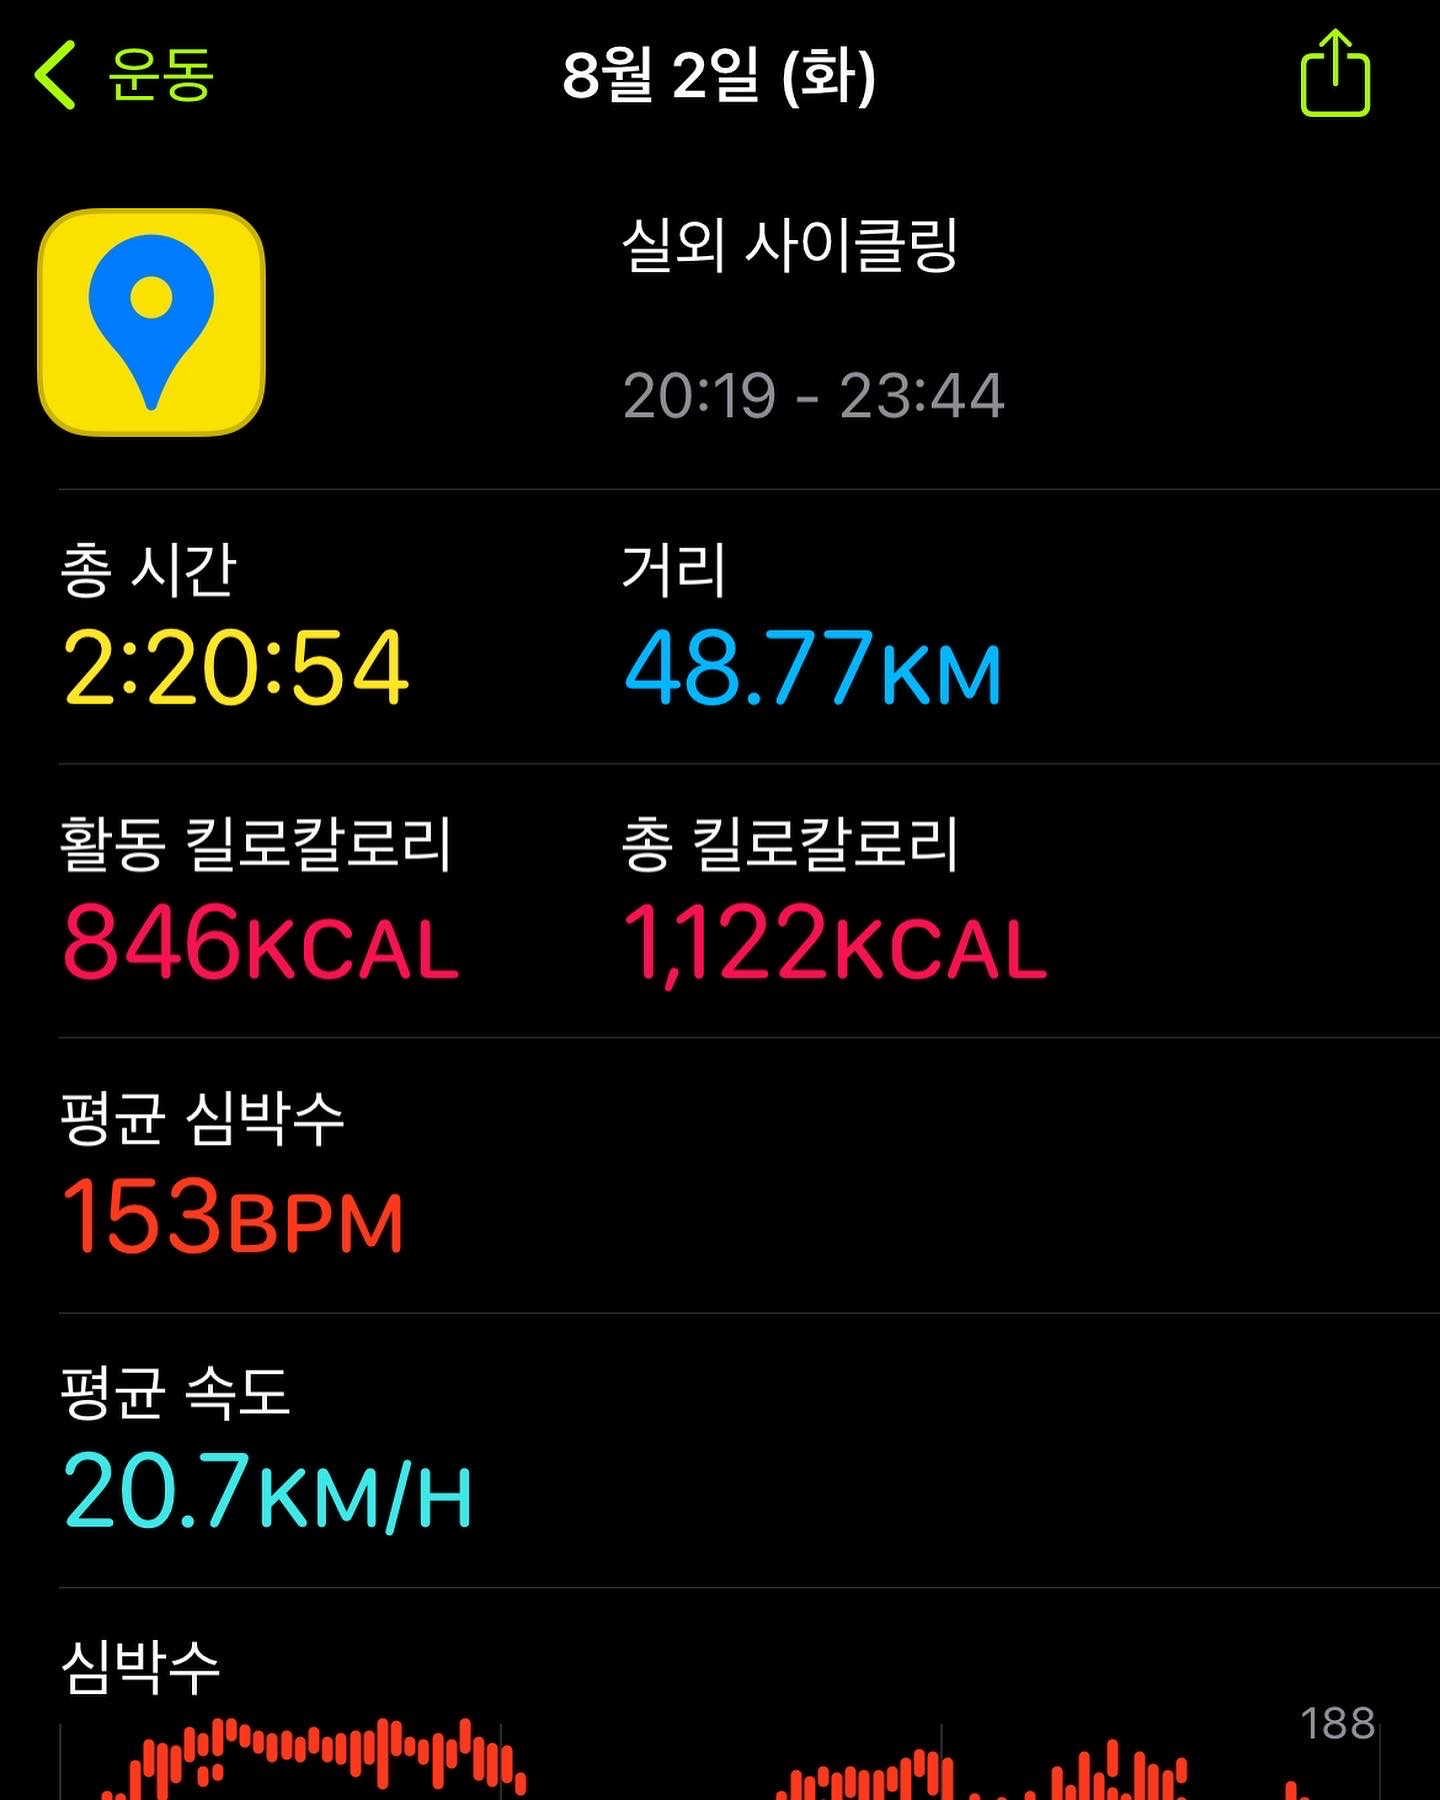 운동
8월 2일 (화)
실외 사이클링
20:19 - 23:44
총 시간
2:20:54
거리
48.77KM
활동 킬로칼로리
846KCAL
총 킬로칼로리
1,122KCAL
평균 심박수
153BPM
평균 속도
20.7KM/H
심박수
188